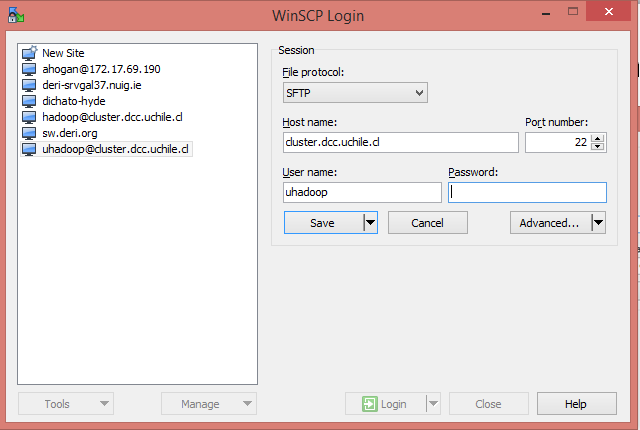 WinSCP Login
New Site
ahogan@172.17.69.190
deri-srvgal37.nuig.ie
dichato-hyde
hadoop@cluster.dcc.uchile.cl
sw.deri.org
uhadoop@cluster.dcc.uchile.cl
Session
File protocol:
SFTP
Host name: Port number:
cluster.dcc.uchile.cl 22
User name: Password:
uhadoop
Save Cancel Advanced...
Tools Manage Login Close Help